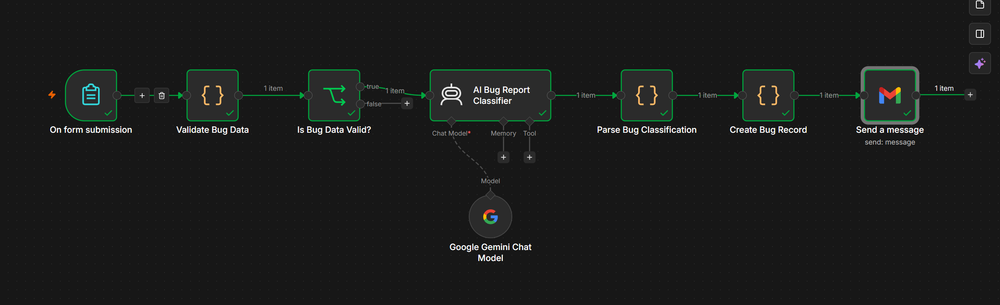 On form submission
1 item
Validate Bug Data
true
1 item
false
Is Bug Data Valid?
AI Bug Report
Classifier
Chat Model*
Memory
Tool
Model
Google Gemini Chat
Model
1 item
Parse Bug Classification
1 item
Create Bug Record
1 item
Send a message
send: message
1 item